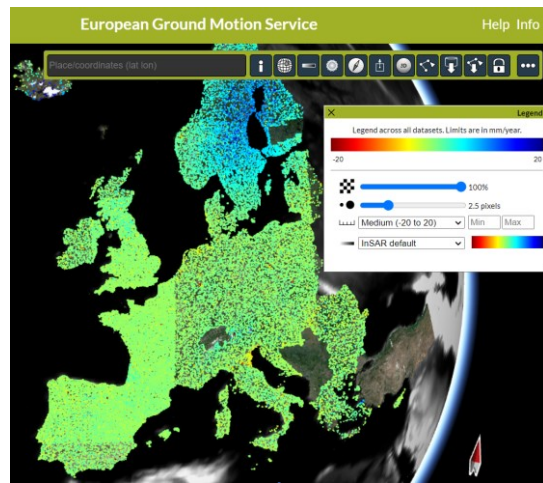 European Ground Motion Service
Help Info
Place/coordinates (lat lon)
Legend
Legend across all datasets. Limits are in mm/year.
-20
20
100%
2.5 pixels
Medium (-20 to 20)
Min
Max
InSAR default